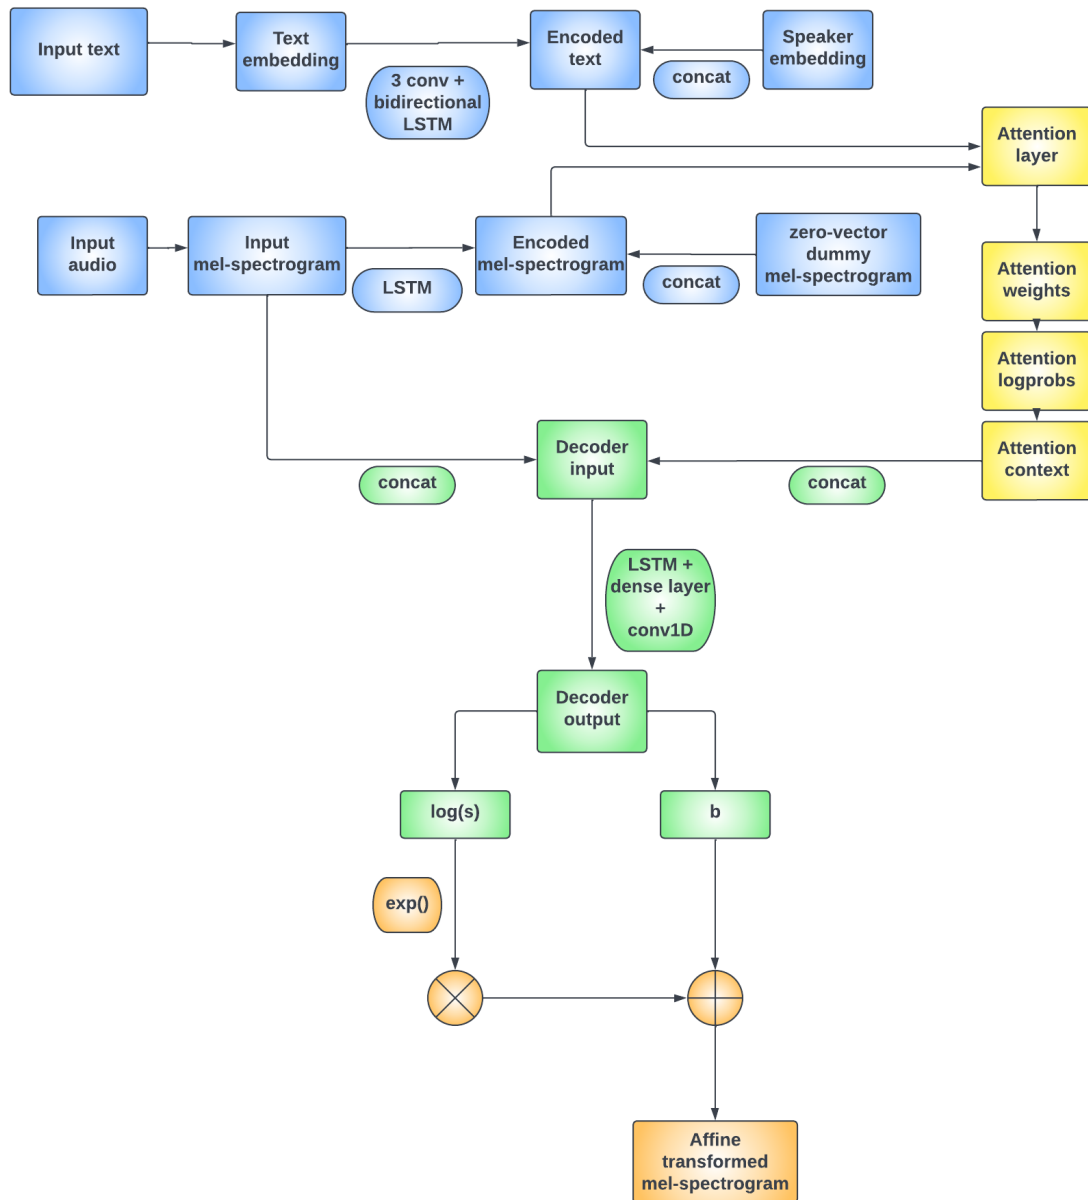 Input text
Text
embedding
3 conv +
bidirectional
LSTM
Encoded
text
concat
Speaker
embedding
Attention
layer
Input
audio
Input
mel-spectrogram
LSTM
Encoded
mel-spectrogram
concat
zero-vector
dummy
mel-spectrogram
Attention
weights
Attention
logprobs
Attention
context
Decoder
input
concat
concat
LSTM +
dense layer
+
conv1D
Decoder
output
log(s)
b
exp()
Affine
transformed
mel-spectrogram